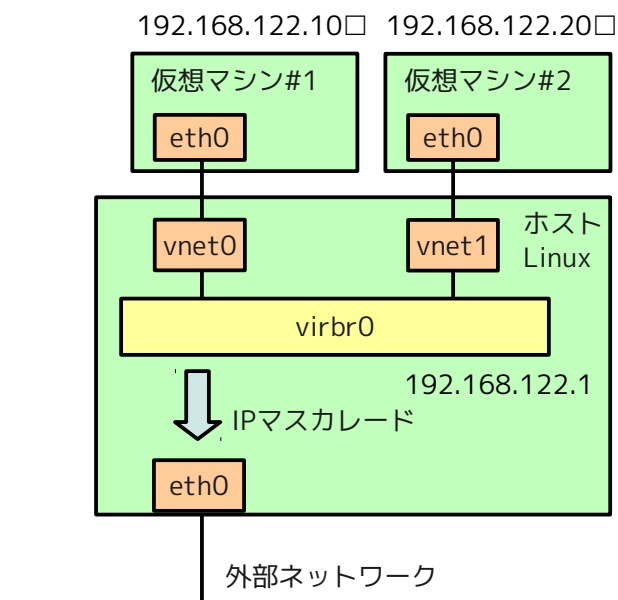 192.168.122.10□ 192.168.122.20□
仮想マシン#1 仮想マシン#2
eth0 eth0
vnet0 vnet1 ホスト
Linux
virbr0
192.168.122.1
IPマスカレード
eth0
外部ネットワーク